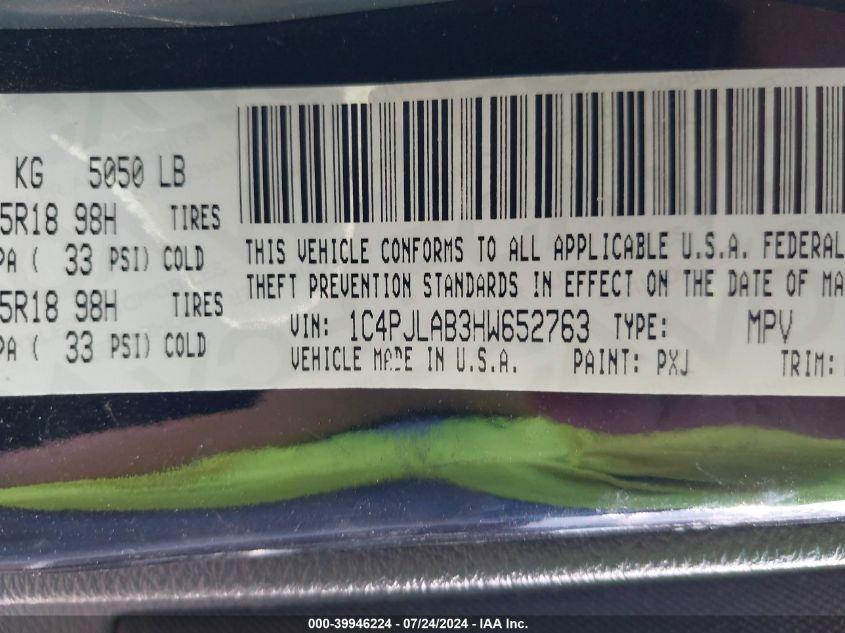 KG 5050 LB
5R18 98H TIRES
PA ( 33 PSI) COLD
5R18 98H TIRES
PA ( 33 PSI) COLD
THIS VEHICLE CONFORMS TO ALL APPLICABLE U.S.A. FEDERAL
THEFT PREVENTION STANDARDS IN EFFECT ON THE DATE OF MA
VIN: 1C4PJLAB3HW652763 TYPE: MPV
VEHICLE MADE IN U.S.A. PAINT: PXJ TRIM:
000-39946224 - 07/24/2024 - IAA Inc.